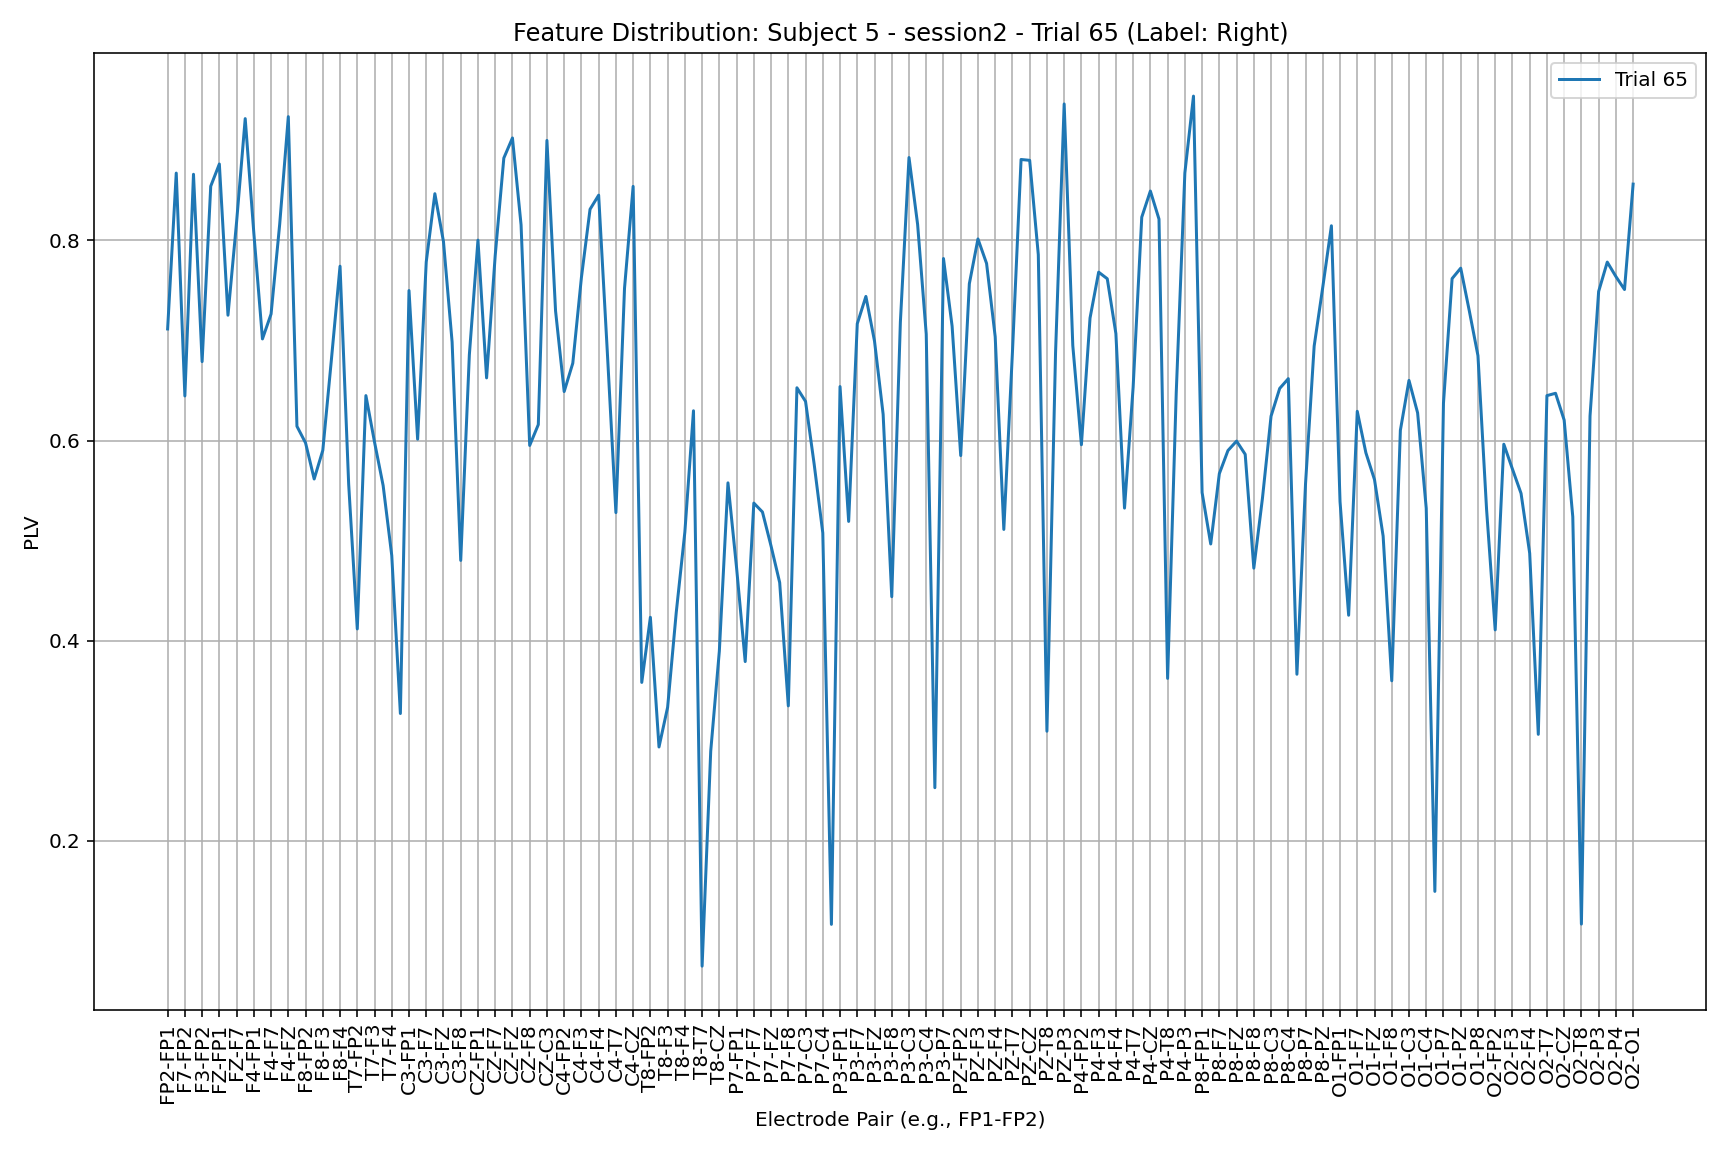 Feature Distribution: Subject 5 - session2 - Trial 65 (Label: Right)
Trial 65
PLV
0.8
0.6
0.4
0.2
FP2-FP1
F7-FP2
F3-FP2
FZ-FP1
FZ-F7
F4-FP1
F4-F7
F4-FZ
F8-FP2
F8-F3
F8-F4
T7-FP2
T7-F3
T7-F4
C3-FP1
C3-F7
C3-FZ
C3-F8
CZ-FP1
CZ-F7
CZ-FZ
CZ-F8
CZ-C3
C4-FP2
C4-F3
C4-F4
C4-T7
C4-CZ
T8-FP2
T8-F3
T8-F4
T8-T7
T8-CZ
P7-FP1
P7-F7
P7-FZ
P7-F8
P7-C3
P7-C4
P3-FP1
P3-F7
P3-FZ
P3-F8
P3-C3
P3-C4
P3-P7
PZ-FP2
PZ-F3
PZ-F4
PZ-T7
PZ-CZ
PZ-T8
PZ-P3
P4-FP2
P4-F3
P4-F4
P4-T7
P4-CZ
P4-T8
P4-P3
P8-FP1
P8-F7
P8-FZ
P8-F8
P8-C3
P8-C4
P8-P7
P8-PZ
O1-FP1
O1-F7
O1-FZ
O1-F8
O1-C3
O1-C4
O1-P7
O1-PZ
O1-P8
O2-FP2
O2-F3
O2-F4
O2-T7
O2-CZ
O2-T8
O2-P3
O2-P4
O2-O1
Electrode Pair (e.g., FP1-FP2)